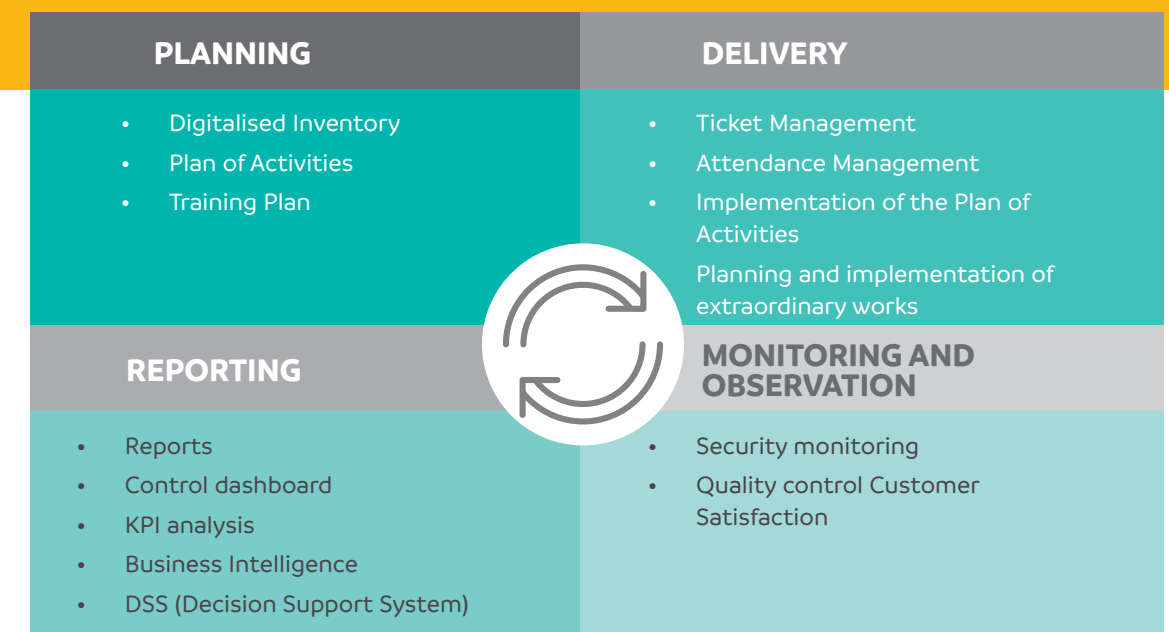 PLANNING
• Digitalised Inventory
• Plan of Activities
• Training Plan
DELIVERY
• Ticket Management
• Attendance Management
• Implementation of the Plan of
Activities
Planning and implementation of
extraordinary works
REPORTING
• Reports
• Control dashboard
• KPI analysis
• Business Intelligence
• DSS (Decision Support System)
MONITORING AND
OBSERVATION
• Security monitoring
• Quality control Customer
Satisfaction